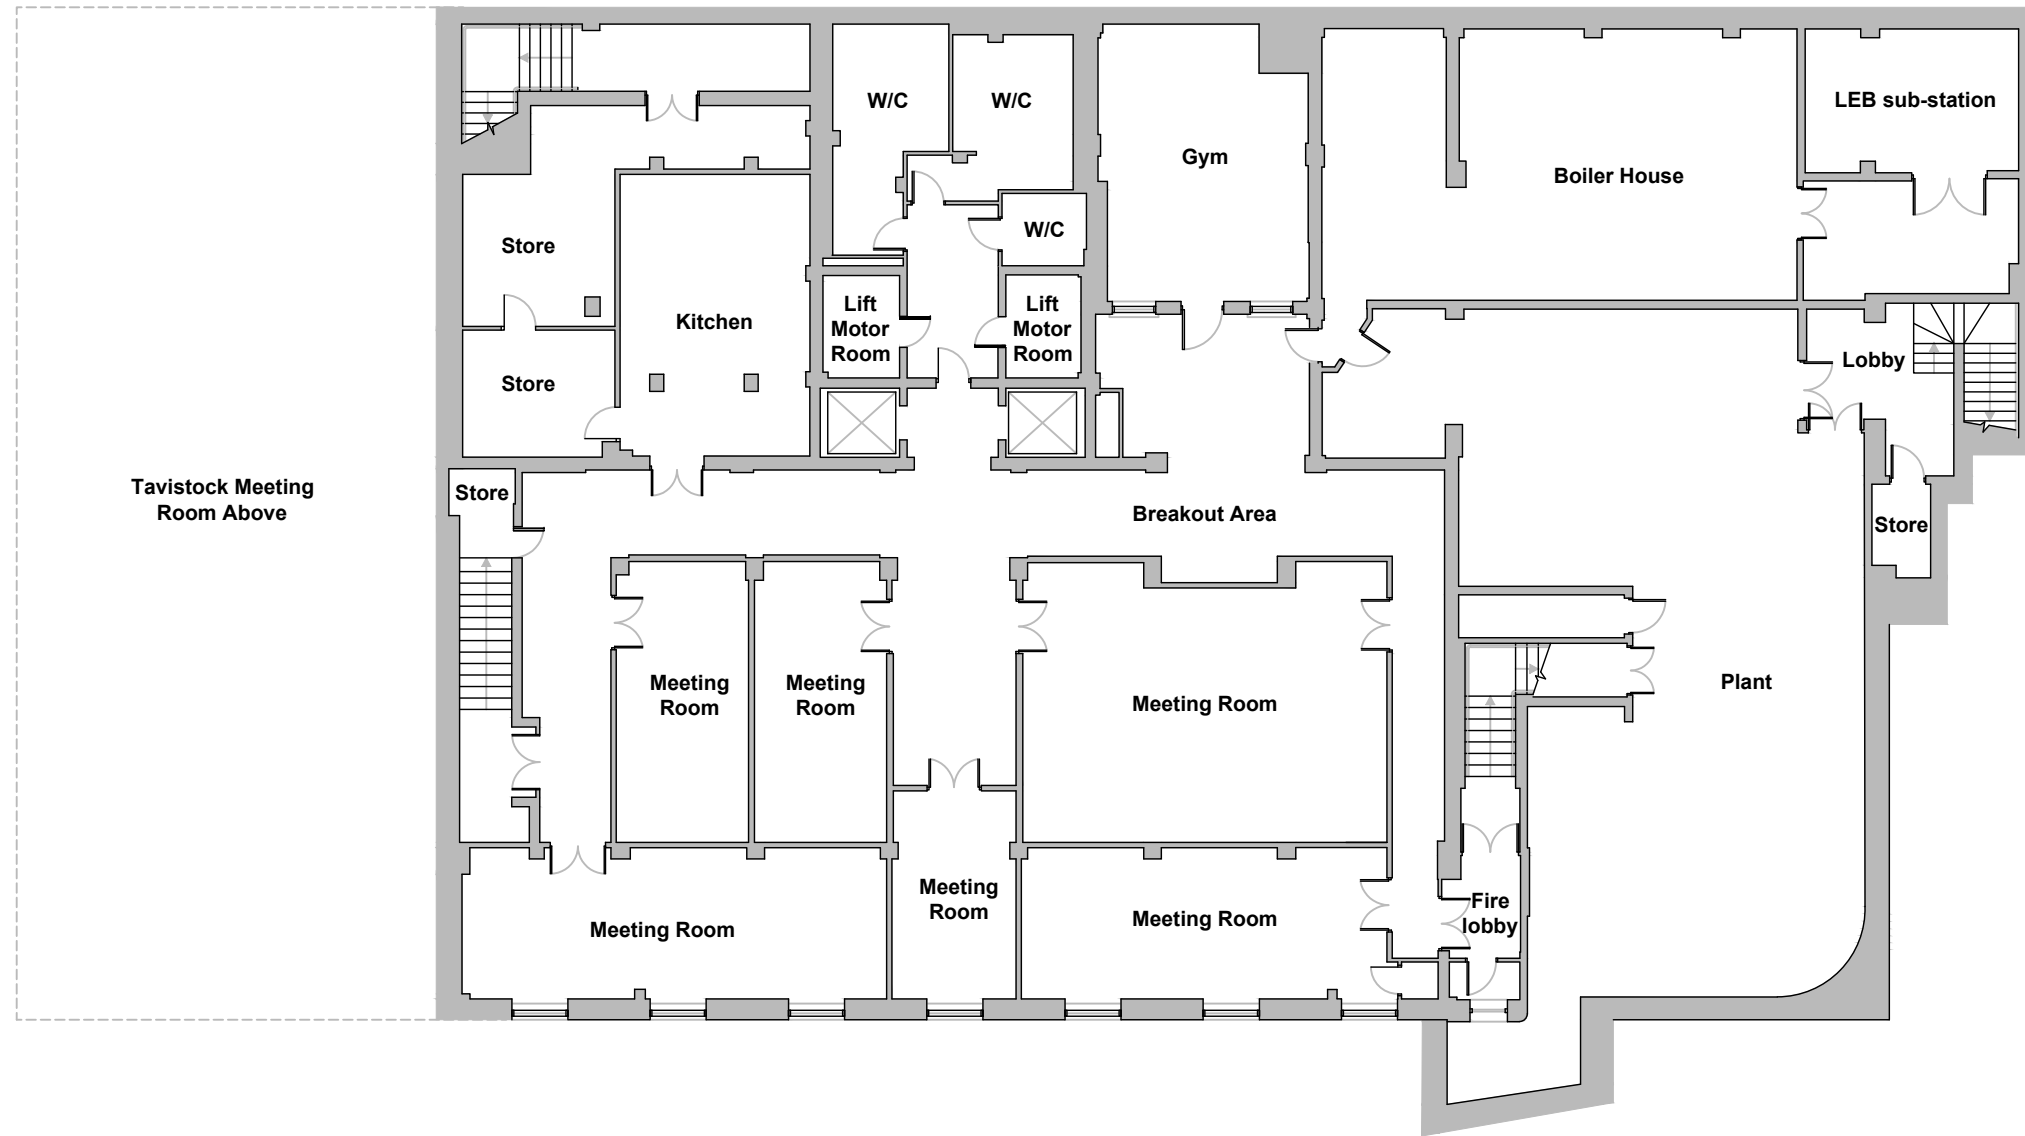 W/C
W/C
LEB sub-station
Gym
Boiler House
W/C
Store
Lift
Motor
Room
Lift
Motor
Room
Kitchen
Lobby
Store
Tavistock Meeting
Room Above
Store
Breakout Area
Store
Meeting
Room
Meeting
Room
Meeting Room
Plant
Meeting
Room
Meeting Room
Meeting Room
Fire
lobby